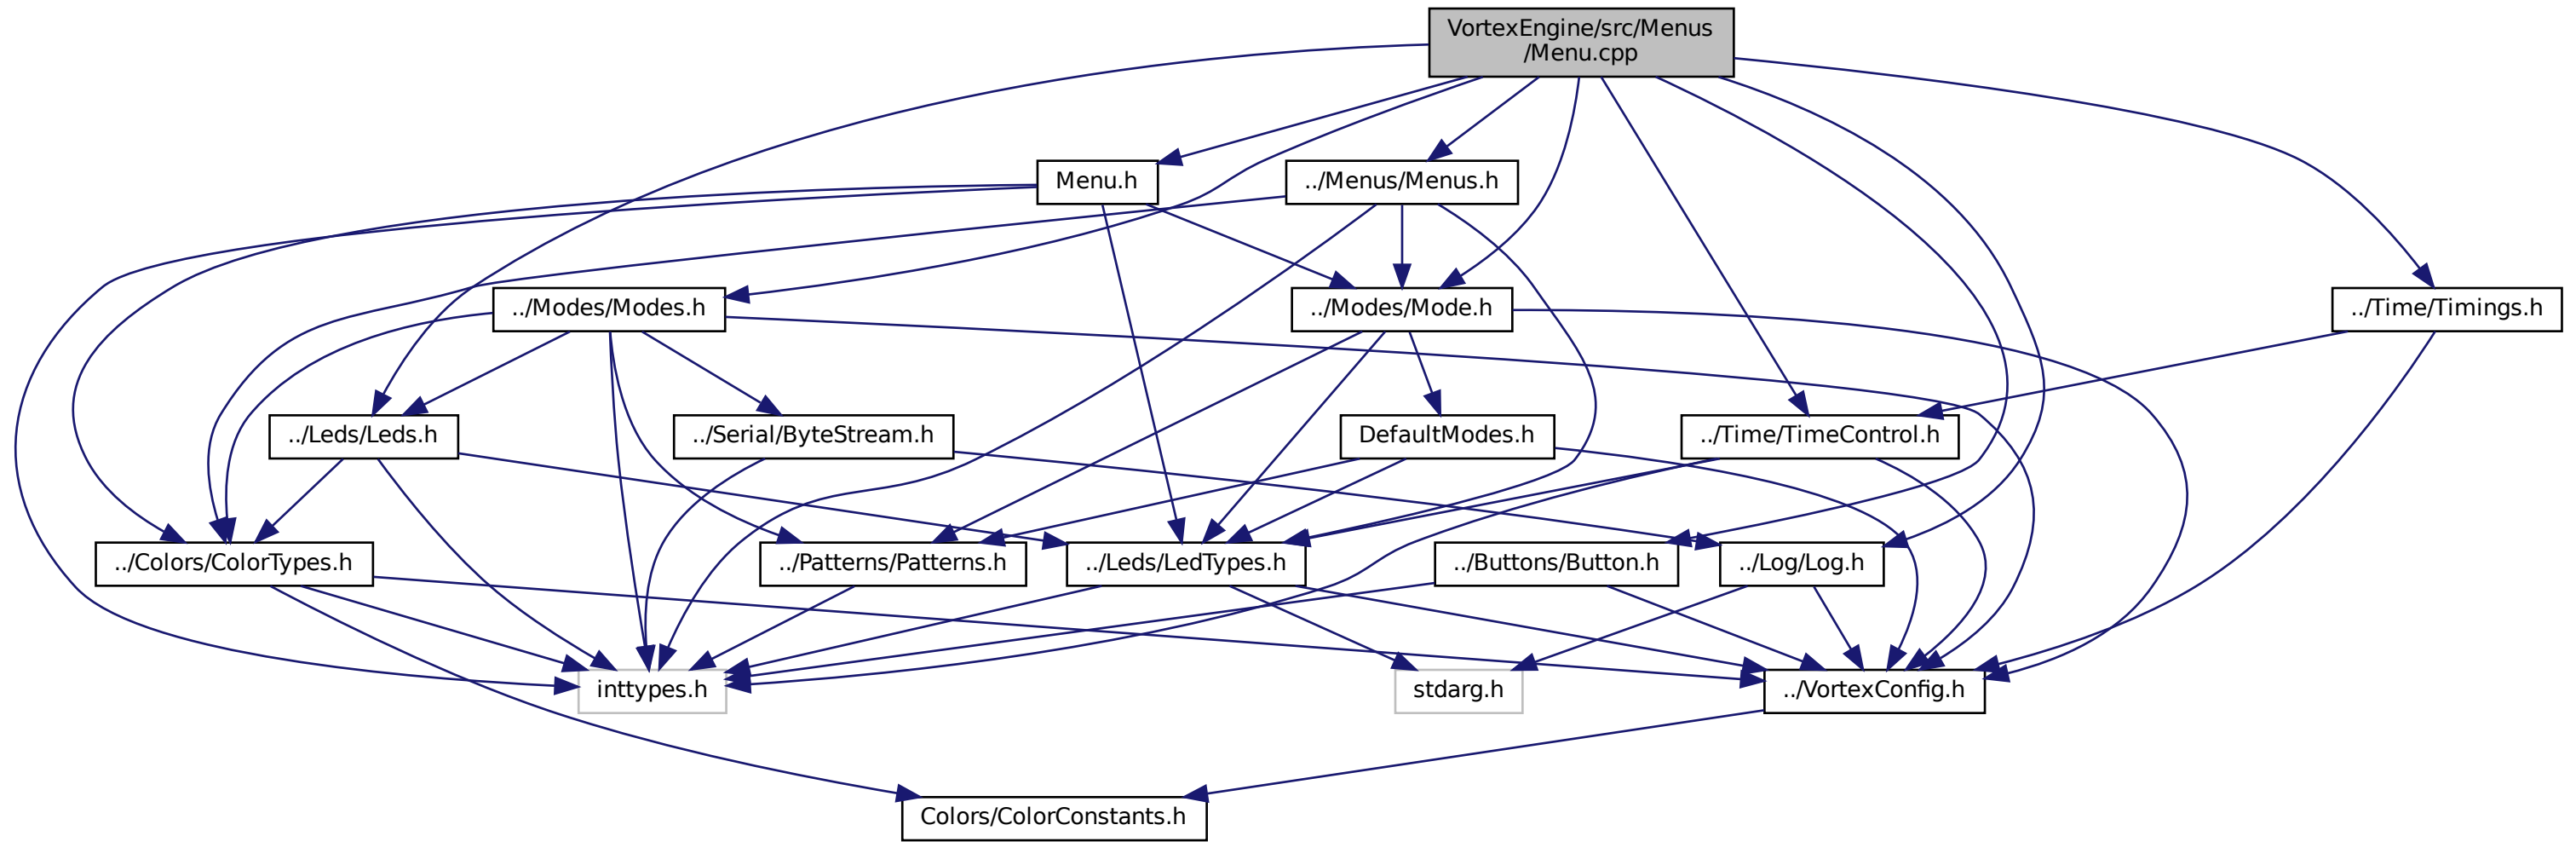 VortexEngine/src/Menus
/Menu.cpp
Menu.h
../Menus/Menus.h
../Modes/Modes.h
../Modes/Mode.h
../Time/Timings.h
../Leds/Leds.h
../Serial/ByteStream.h
DefaultModes.h
../Time/TimeControl.h
../Colors/ColorTypes.h
../Patterns/Patterns.h
../Leds/LedTypes.h
../Buttons/Button.h
../Log/Log.h
inttypes.h
stdarg.h
../VortexConfig.h
Colors/ColorConstants.h